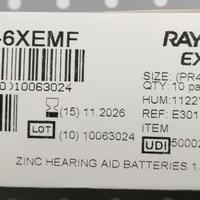 -6XEMF
RAY
EX
SIZE: (PR4
QTY: 10 pa
)10063024
(15) 11.2026
HUM:1122
REF: E301
LOT (10) 10063024
ITEM:
UDI 50002
ZINC HEARING AID BATTERIES 1.